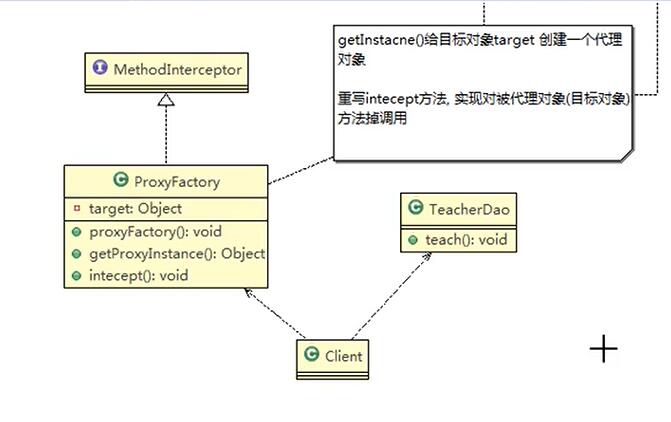 getInstacne()给目标对象target 创建一个代理
对象
重写intecept方法, 实现对被代理对象(目标对象)
方法掉调用
I MethodInterceptor
C ProxyFactory
target: Object
proxyFactory(): void
getProxyInstance(): Object
intecept(): void
C TeacherDao
teach(): void
C Client